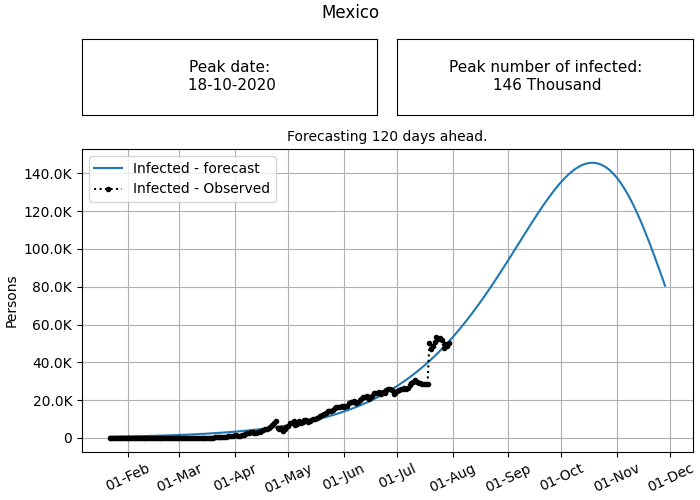 Mexico
Peak date:
18-10-2020
Peak number of infected:
146 Thousand
Forecasting 120 days ahead.
Infected - forecast
Infected - Observed
140.0K
120.0K
100.0K
80.0K
60.0K
40.0K
20.0K
0
Persons
01-Feb
01-Mar
01-Apr
01-May
01-Jun
01-Jul
01-Aug
01-Sep
01-Oct
01-Nov
01-Dec